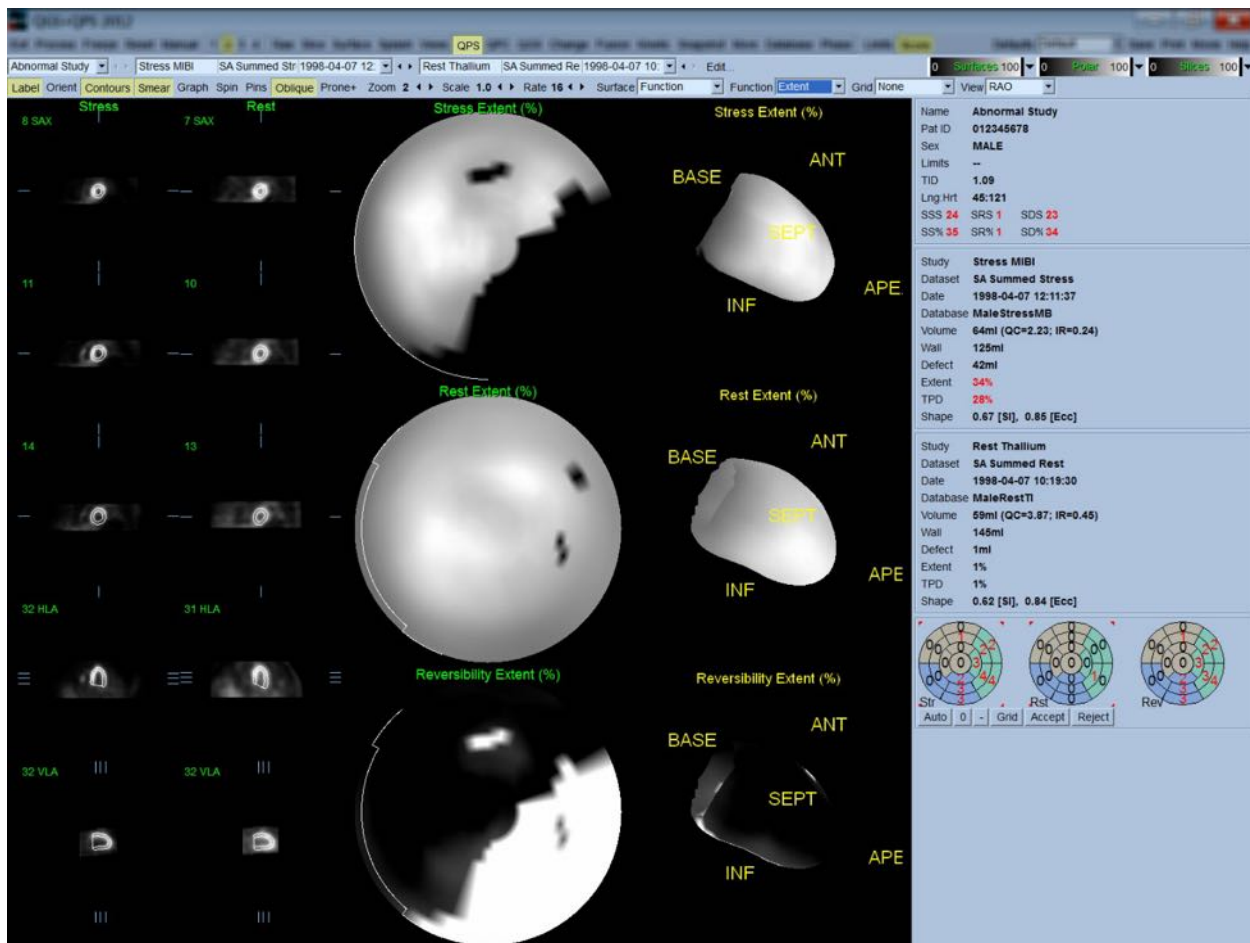 QGS+QPS 2012
QPS
Abnormal Study Stress MIBI SA Summed Str 1998-04-07 12: Rest Thallium SA Summed Re 1998-04-07 10: Edit... 0 Surfaces 100 0 Polar 100 0 Slices 100
Label Orient Contours Smear Graph Spin Pins Oblique Prone+ Zoom 2 Scale 1.0 Rate 16 Surface Function Function Extent Grid None View RAO
Stress Rest Stress Extent (%) Stress Extent (%)
8 SAX 7 SAX
ANT
BASE
SEPT
11 10
APE
INF
Rest Extent (%) Rest Extent (%)
14 13
ANT
BASE
SEPT
APE
INF
32 HLA 31 HLA
Reversibility Extent (%) Reversibility Extent (%)
ANT
BASE
32 VLA 32 VLA
SEPT
APE
INF
Name Abnormal Study
Pat ID 012345678
Sex MALE
Limits --
TID 1.09
Lng:Hrt 45:121
SSS 24 SRS 1 SDS 23
SS% 35 SR% 1 SD% 34
Study Stress MIBI
Dataset SA Summed Stress
Date 1998-04-07 12:11:37
Database MaleStressMB
Volume 64ml (QC=2.23; IR=0.24)
Wall 125ml
Defect 42ml
Extent 34%
TPD 28%
Shape 0.67 [SI], 0.85 [Ecc]
Study Rest Thallium
Dataset SA Summed Rest
Date 1998-04-07 10:19:30
Database MaleRestTl
Volume 59ml (QC=3.87; IR=0.45)
Wall 145ml
Defect 1ml
Extent 1%
TPD 1%
Shape 0.62 [SI], 0.84 [Ecc]
Str Rst Rev
Auto 0 - Grid Accept Reject